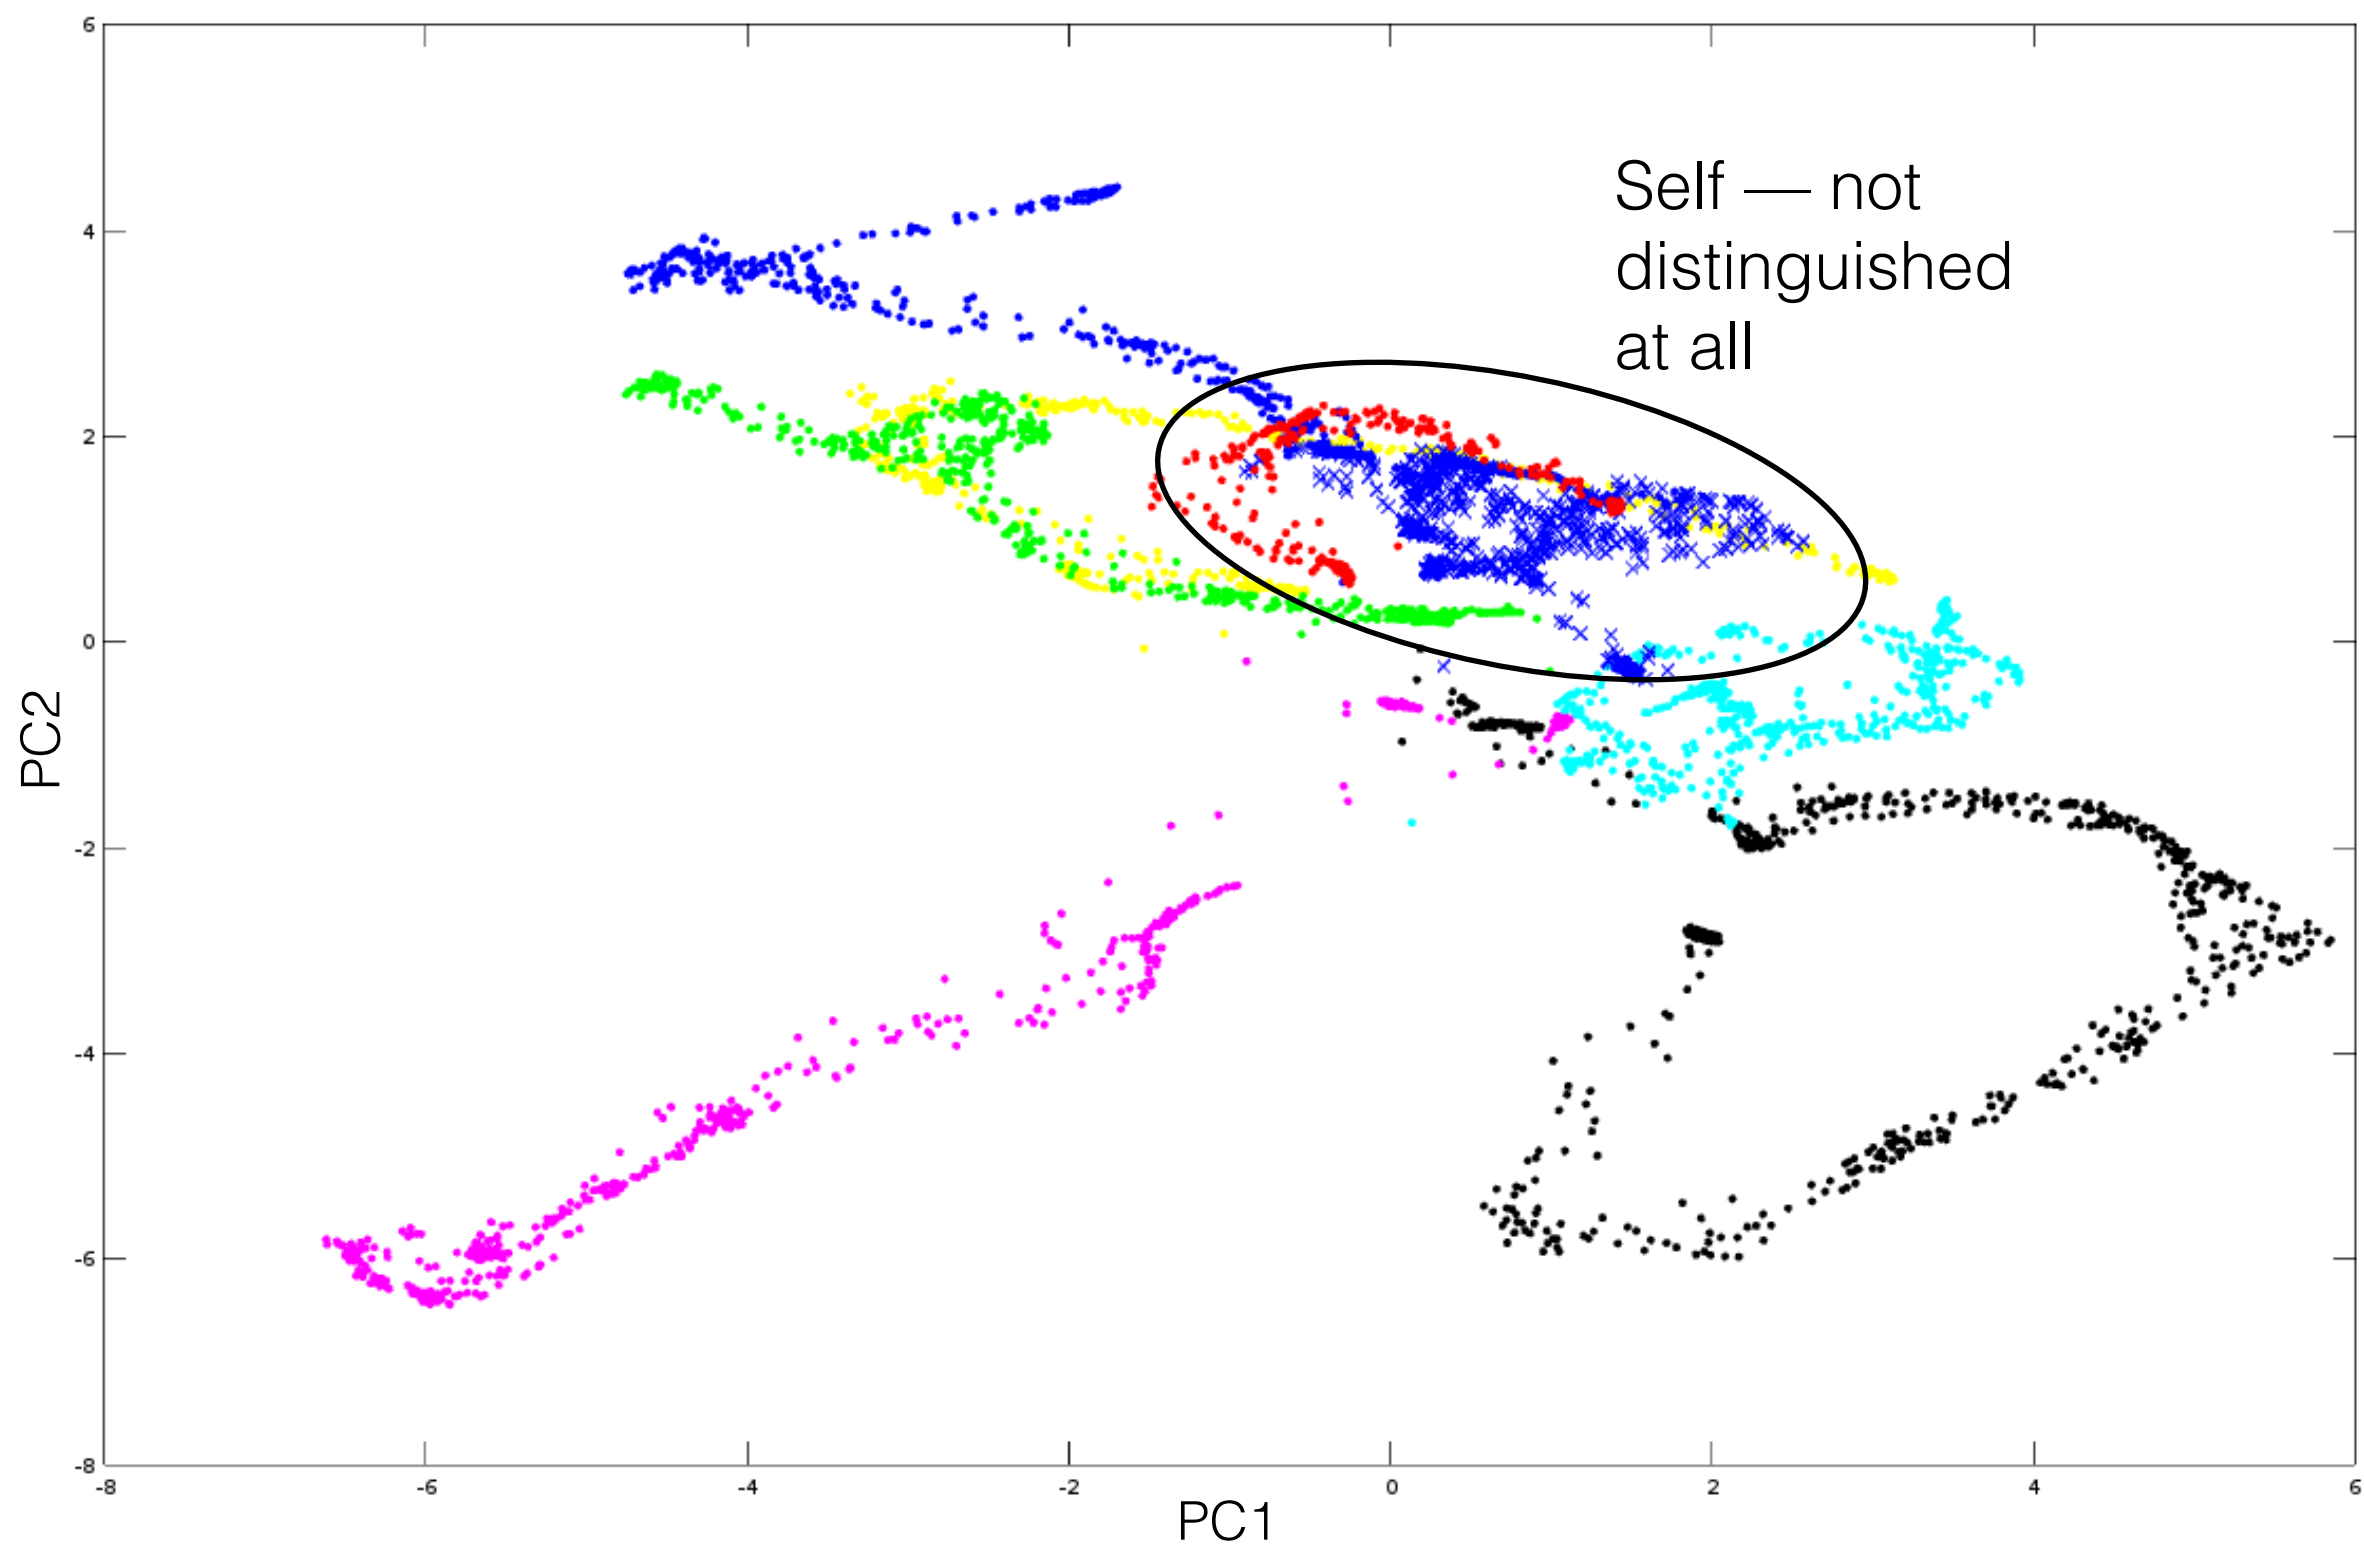 6
Self — not
distinguished
at all
4
2
0
PC2
-2
-4
-6
-8
-8 -6 -4 -2 0 2 4 6
PC1